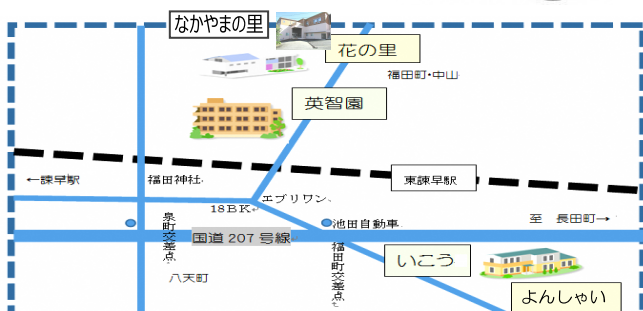 なかやまの里
花の里
福田町・中山
英智園
←諫早駅
福田神社
東諫早駅
エブリワン
18BK
泉町交差点
池田自動車
至 長田町→
国道207号線
福田町交差点
いこう
八天町
よんしゃい